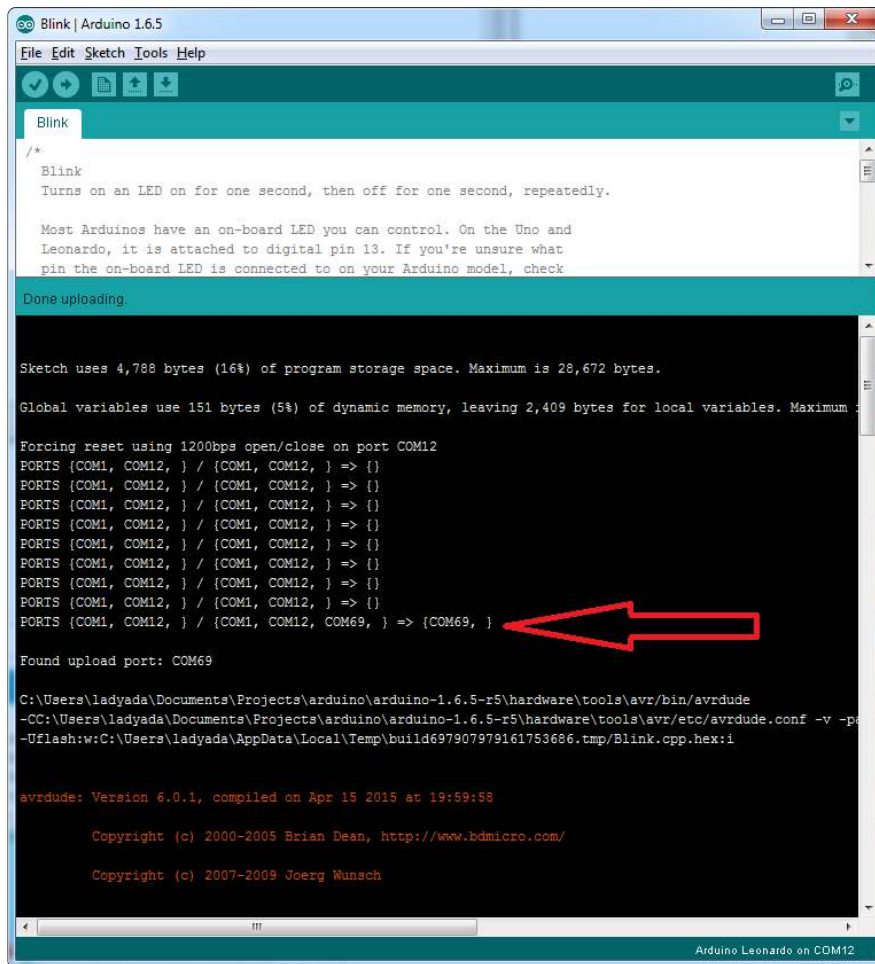 Blink | Arduino 1.6.5
File Edit Sketch Tools Help
Blink
/*
Blink
Turns on an LED on for one second, then off for one second, repeatedly.
Most Arduinos have an on-board LED you can control. On the Uno and
Leonardo, it is attached to digital pin 13. If you're unsure what
pin the on-board LED is connected to on your Arduino model, check
Done uploading.
Sketch uses 4,788 bytes (16%) of program storage space. Maximum is 28,672 bytes.
Global variables use 151 bytes (5%) of dynamic memory, leaving 2,409 bytes for local variables. Maximum
Forcing reset using 1200bps open/close on port COM12
PORTS {COM1, COM12, } / {COM1, COM12, } => {}
PORTS {COM1, COM12, } / {COM1, COM12, } => {}
PORTS {COM1, COM12, } / {COM1, COM12, } => {}
PORTS {COM1, COM12, } / {COM1, COM12, } => {}
PORTS {COM1, COM12, } / {COM1, COM12, } => {}
PORTS {COM1, COM12, } / {COM1, COM12, } => {}
PORTS {COM1, COM12, } / {COM1, COM12, } => {}
PORTS {COM1, COM12, } / {COM1, COM12, } => {}
PORTS {COM1, COM12, } / {COM1, COM12, COM69, } => {COM69, }
Found upload port: COM69
C:\Users\ladyada\Documents\Projects\arduino\arduino-1.6.5-r5\hardware\tools\avr/bin/avrdude
-CC:\Users\ladyada\Documents\Projects\arduino\arduino-1.6.5-r5\hardware\tools\avr/etc/avrdude.conf -v -pa
-Uflash:w:C:\Users\ladyada\AppData\Local\Temp\build697907979161753686.tmp/Blink.cpp.hex:i
avrdude: Version 6.0.1, compiled on Apr 15 2015 at 19:59:58
Copyright (c) 2000-2005 Brian Dean, http://www.bdmicro.com/
Copyright (c) 2007-2009 Joerg Wunsch
Arduino Leonardo on COM12